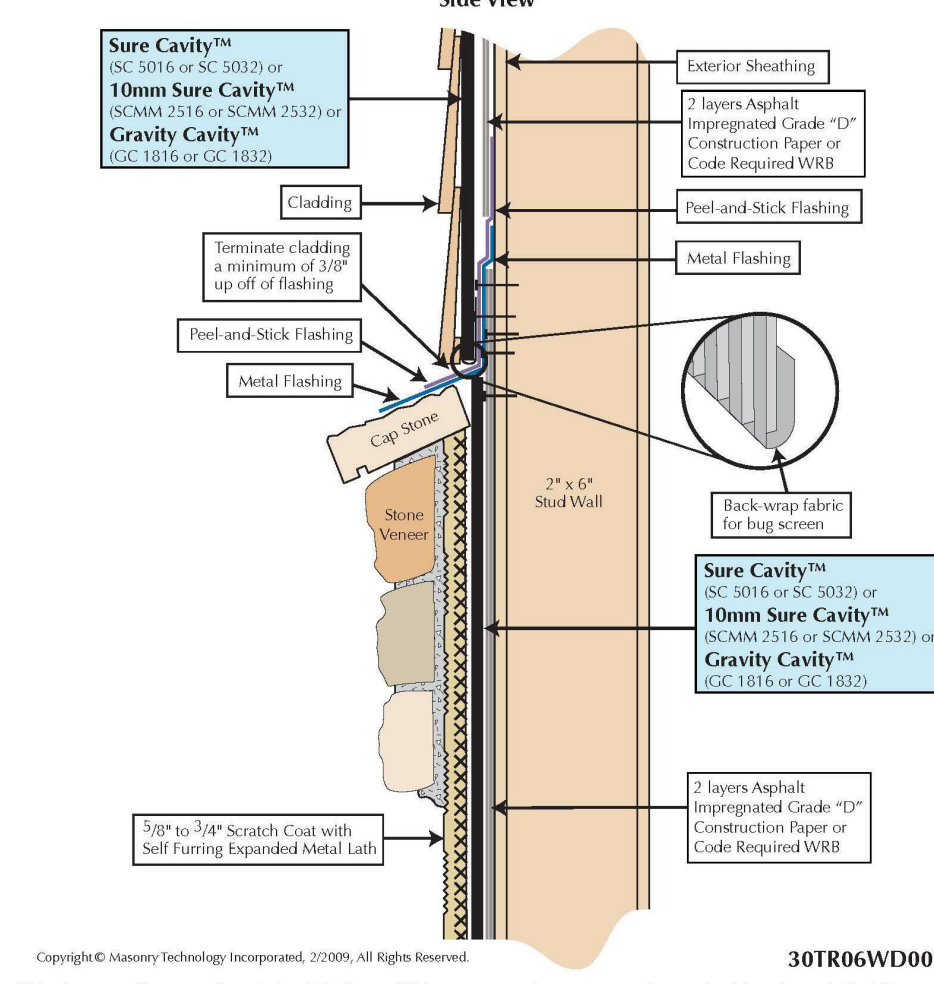 Side View
Sure Cavity™
(SC 5016 or SC 5032) or
10mm Sure Cavity™
(SCMM 2516 or SCMM 2532) or
Gravity Cavity™
(GC 1816 or GC 1832)
Exterior Sheathing
2 layers Asphalt
Impregnated Grade “D”
Construction Paper or
Code Required WRB
Cladding
Peel-and-Stick Flashing
Terminate cladding
a minimum of 3/8"
up off of flashing
Metal Flashing
Peel-and-Stick Flashing
Metal Flashing
Cap Stone
Stone
Veneer
2" x 6"
Stud Wall
Back-wrap fabric
for bug screen
Sure Cavity™
(SC 5016 or SC 5032) or
10mm Sure Cavity™
(SCMM 2516 or SCMM 2532) or
Gravity Cavity™
(GC 1816 or GC 1832)
2 layers Asphalt
Impregnated Grade “D”
Construction Paper or
Code Required WRB
5/8" to 3/4" Scratch Coat with
Self Furring Expanded Metal Lath
Copyright© Masonry Technology Incorporated, 2/2009, All Rights Reserved.
30TR06WD00